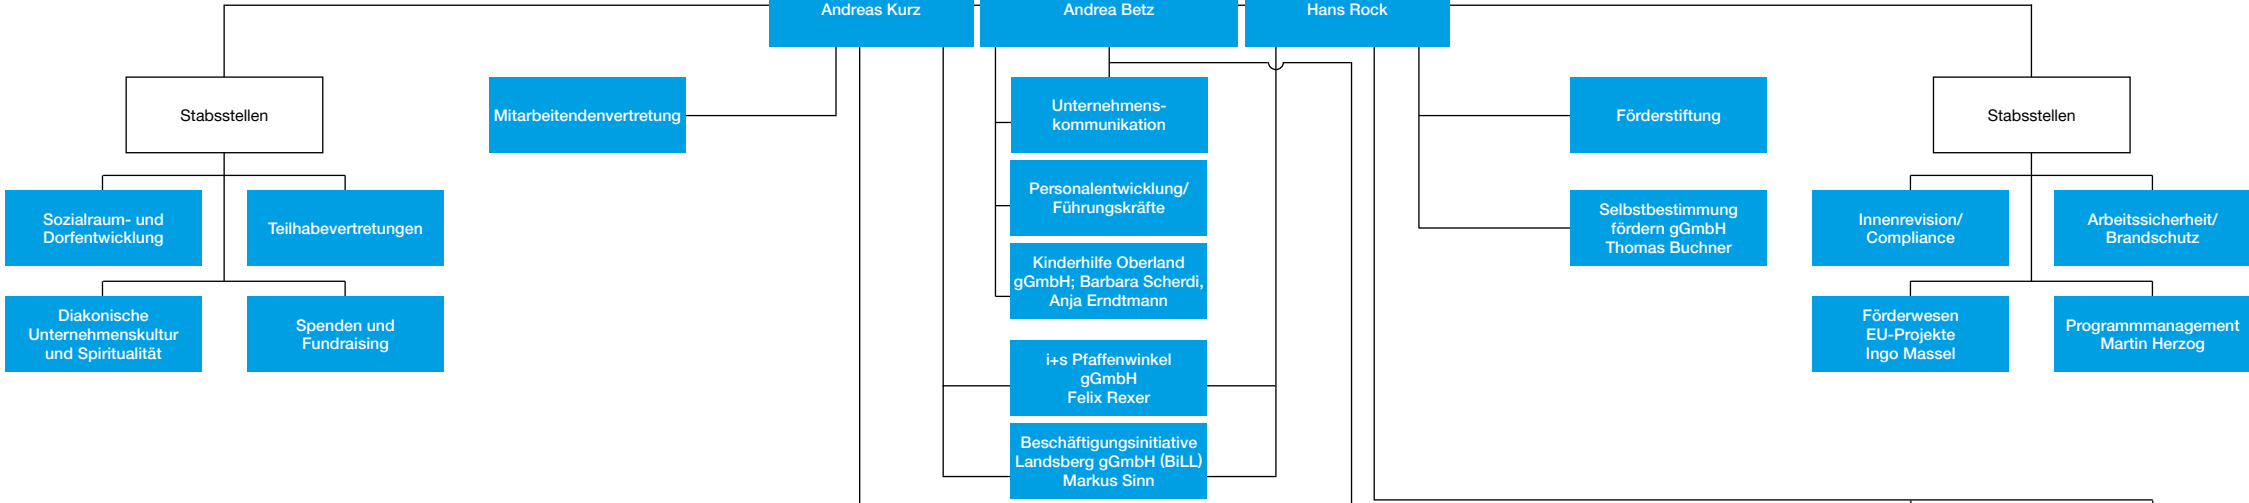 Andreas Kurz
Andrea Betz
Hans Rock
Stabsstellen
Mitarbeitendenvertretung
Unternehmens-
kommunikation
Förderstiftung
Stabsstellen
Sozialraum- und
Dorfentwicklung
Teilhabevertretungen
Personalentwicklung/
Führungskräfte
Selbstbestimmung
fördern gGmbH
Thomas Buchner
Innenrevision/
Compliance
Arbeitssicherheit/
Brandschutz
Kinderhilfe Oberland
gGmbH; Barbara Scherdi,
Anja Erndtmann
Diakonische
Unternehmenskultur
und Spiritualität
Spenden und
Fundraising
Förderwesen
EU-Projekte
Ingo Massel
Programmmanagement
Martin Herzog
i+s Pfaffenwinkel
gGmbH
Felix Rexer
Beschäftigungsinitiative
Landsberg gGmbH (BiLL)
Markus Sinn